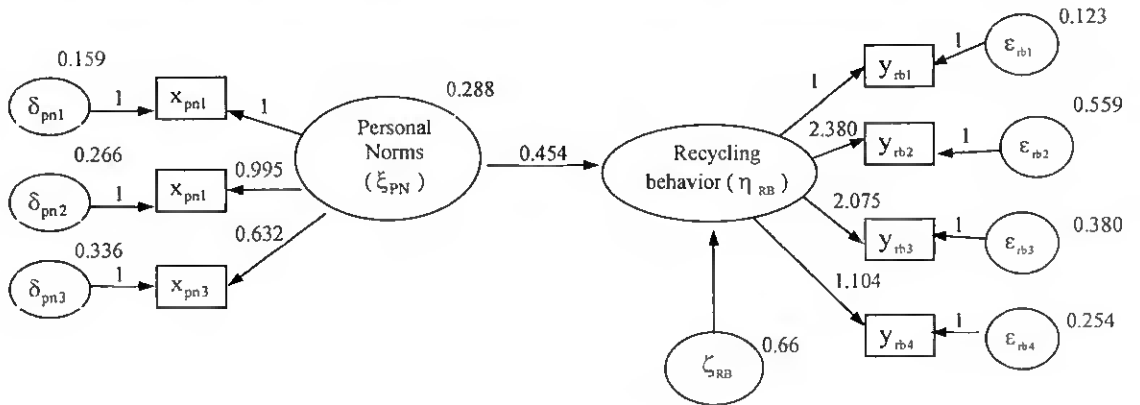 0.159
δpn1
1
xpn1
1
0.266
δpn2
1
xpn1
0.995
0.336
δpn3
1
xpn3
0.632
Personal
Norms
(ξPN)
0.288
0.454
Recycling
behavior (ηRB)
ζRB
0.66
1
yrb1
1
εrb1
0.123
2.380
yrb2
1
εrb2
0.559
2.075
yrb3
1
εrb3
0.380
1.104
yrb4
1
εrb4
0.254